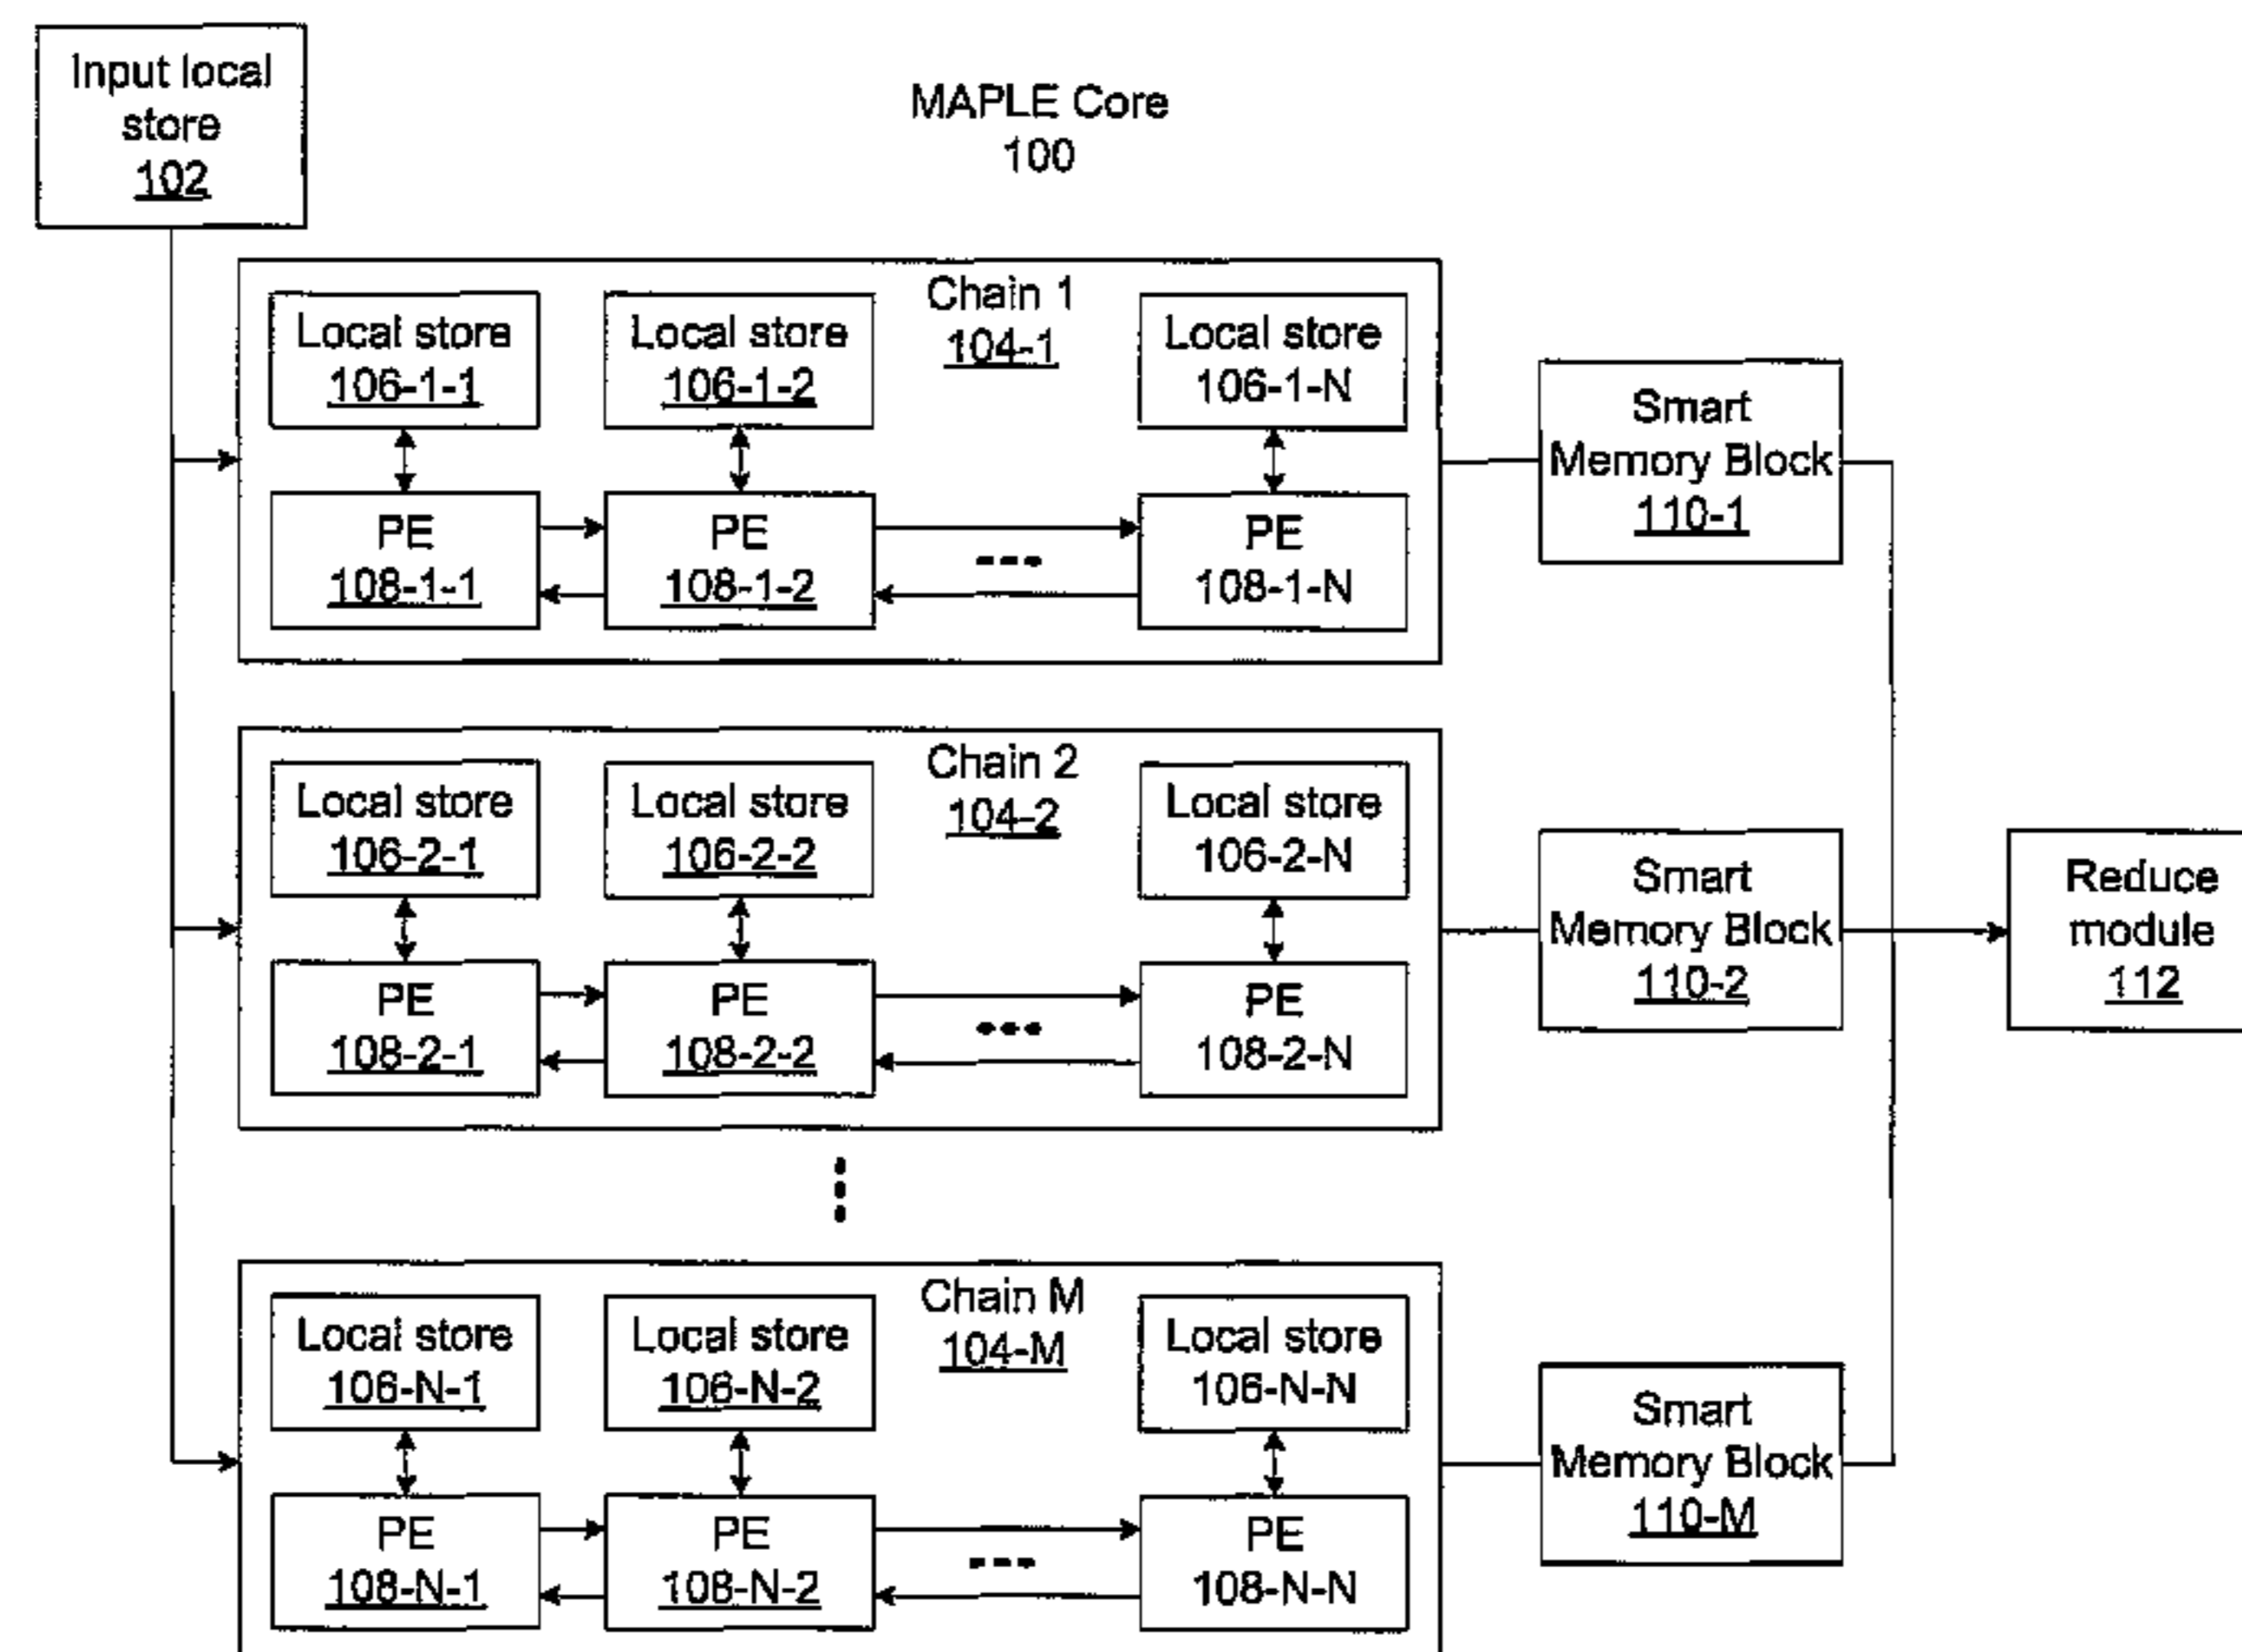 Input local
store
102
MAPLE Core
100
Chain 1
104-1
Local store
106-1-1
Local store
106-1-2
Local store
106-1-N
PE
108-1-1
PE
108-1-2
PE
108-1-N
Smart
Memory Block
110-1
Chain 2
104-2
Local store
106-2-1
Local store
106-2-2
Local store
106-2-N
PE
108-2-1
PE
108-2-2
PE
108-2-N
Smart
Memory Block
110-2
Reduce
module
112
Chain M
104-M
Local store
106-N-1
Local store
106-N-2
Local store
106-N-N
PE
108-N-1
PE
108-N-2
PE
108-N-N
Smart
Memory Block
110-M